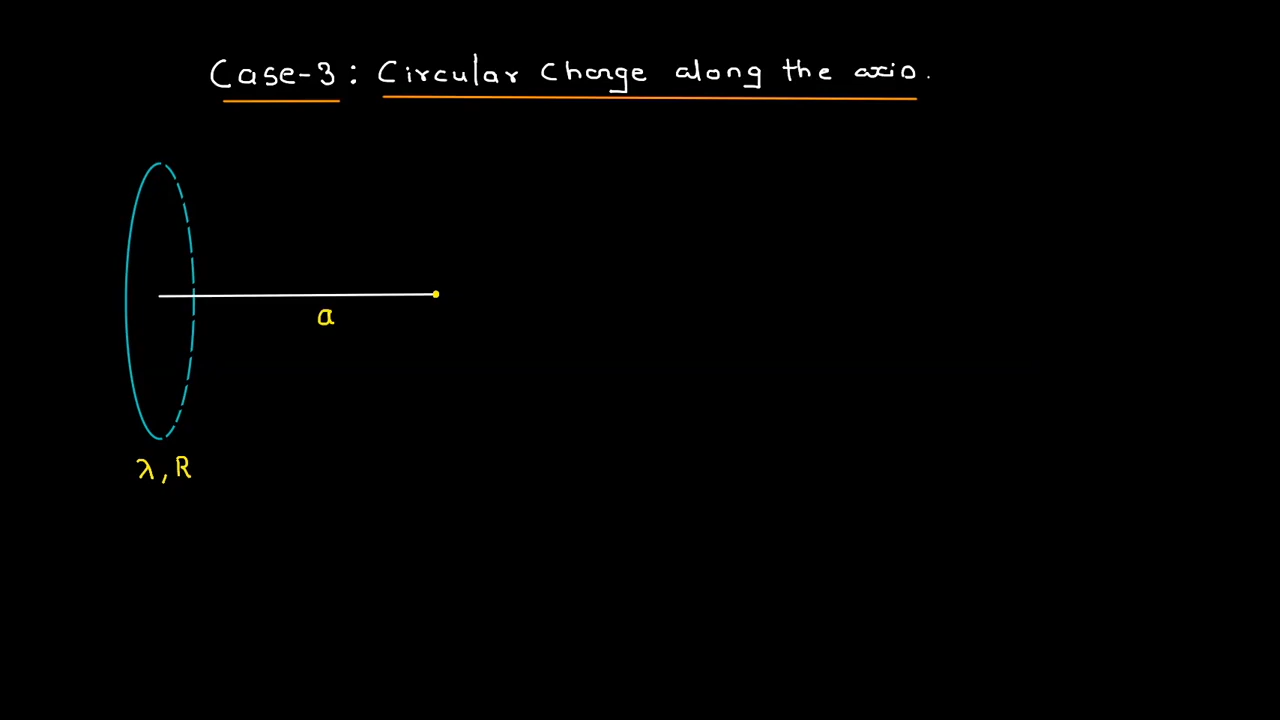 Case-3: Circular Charge along the axis.
a
λ, R